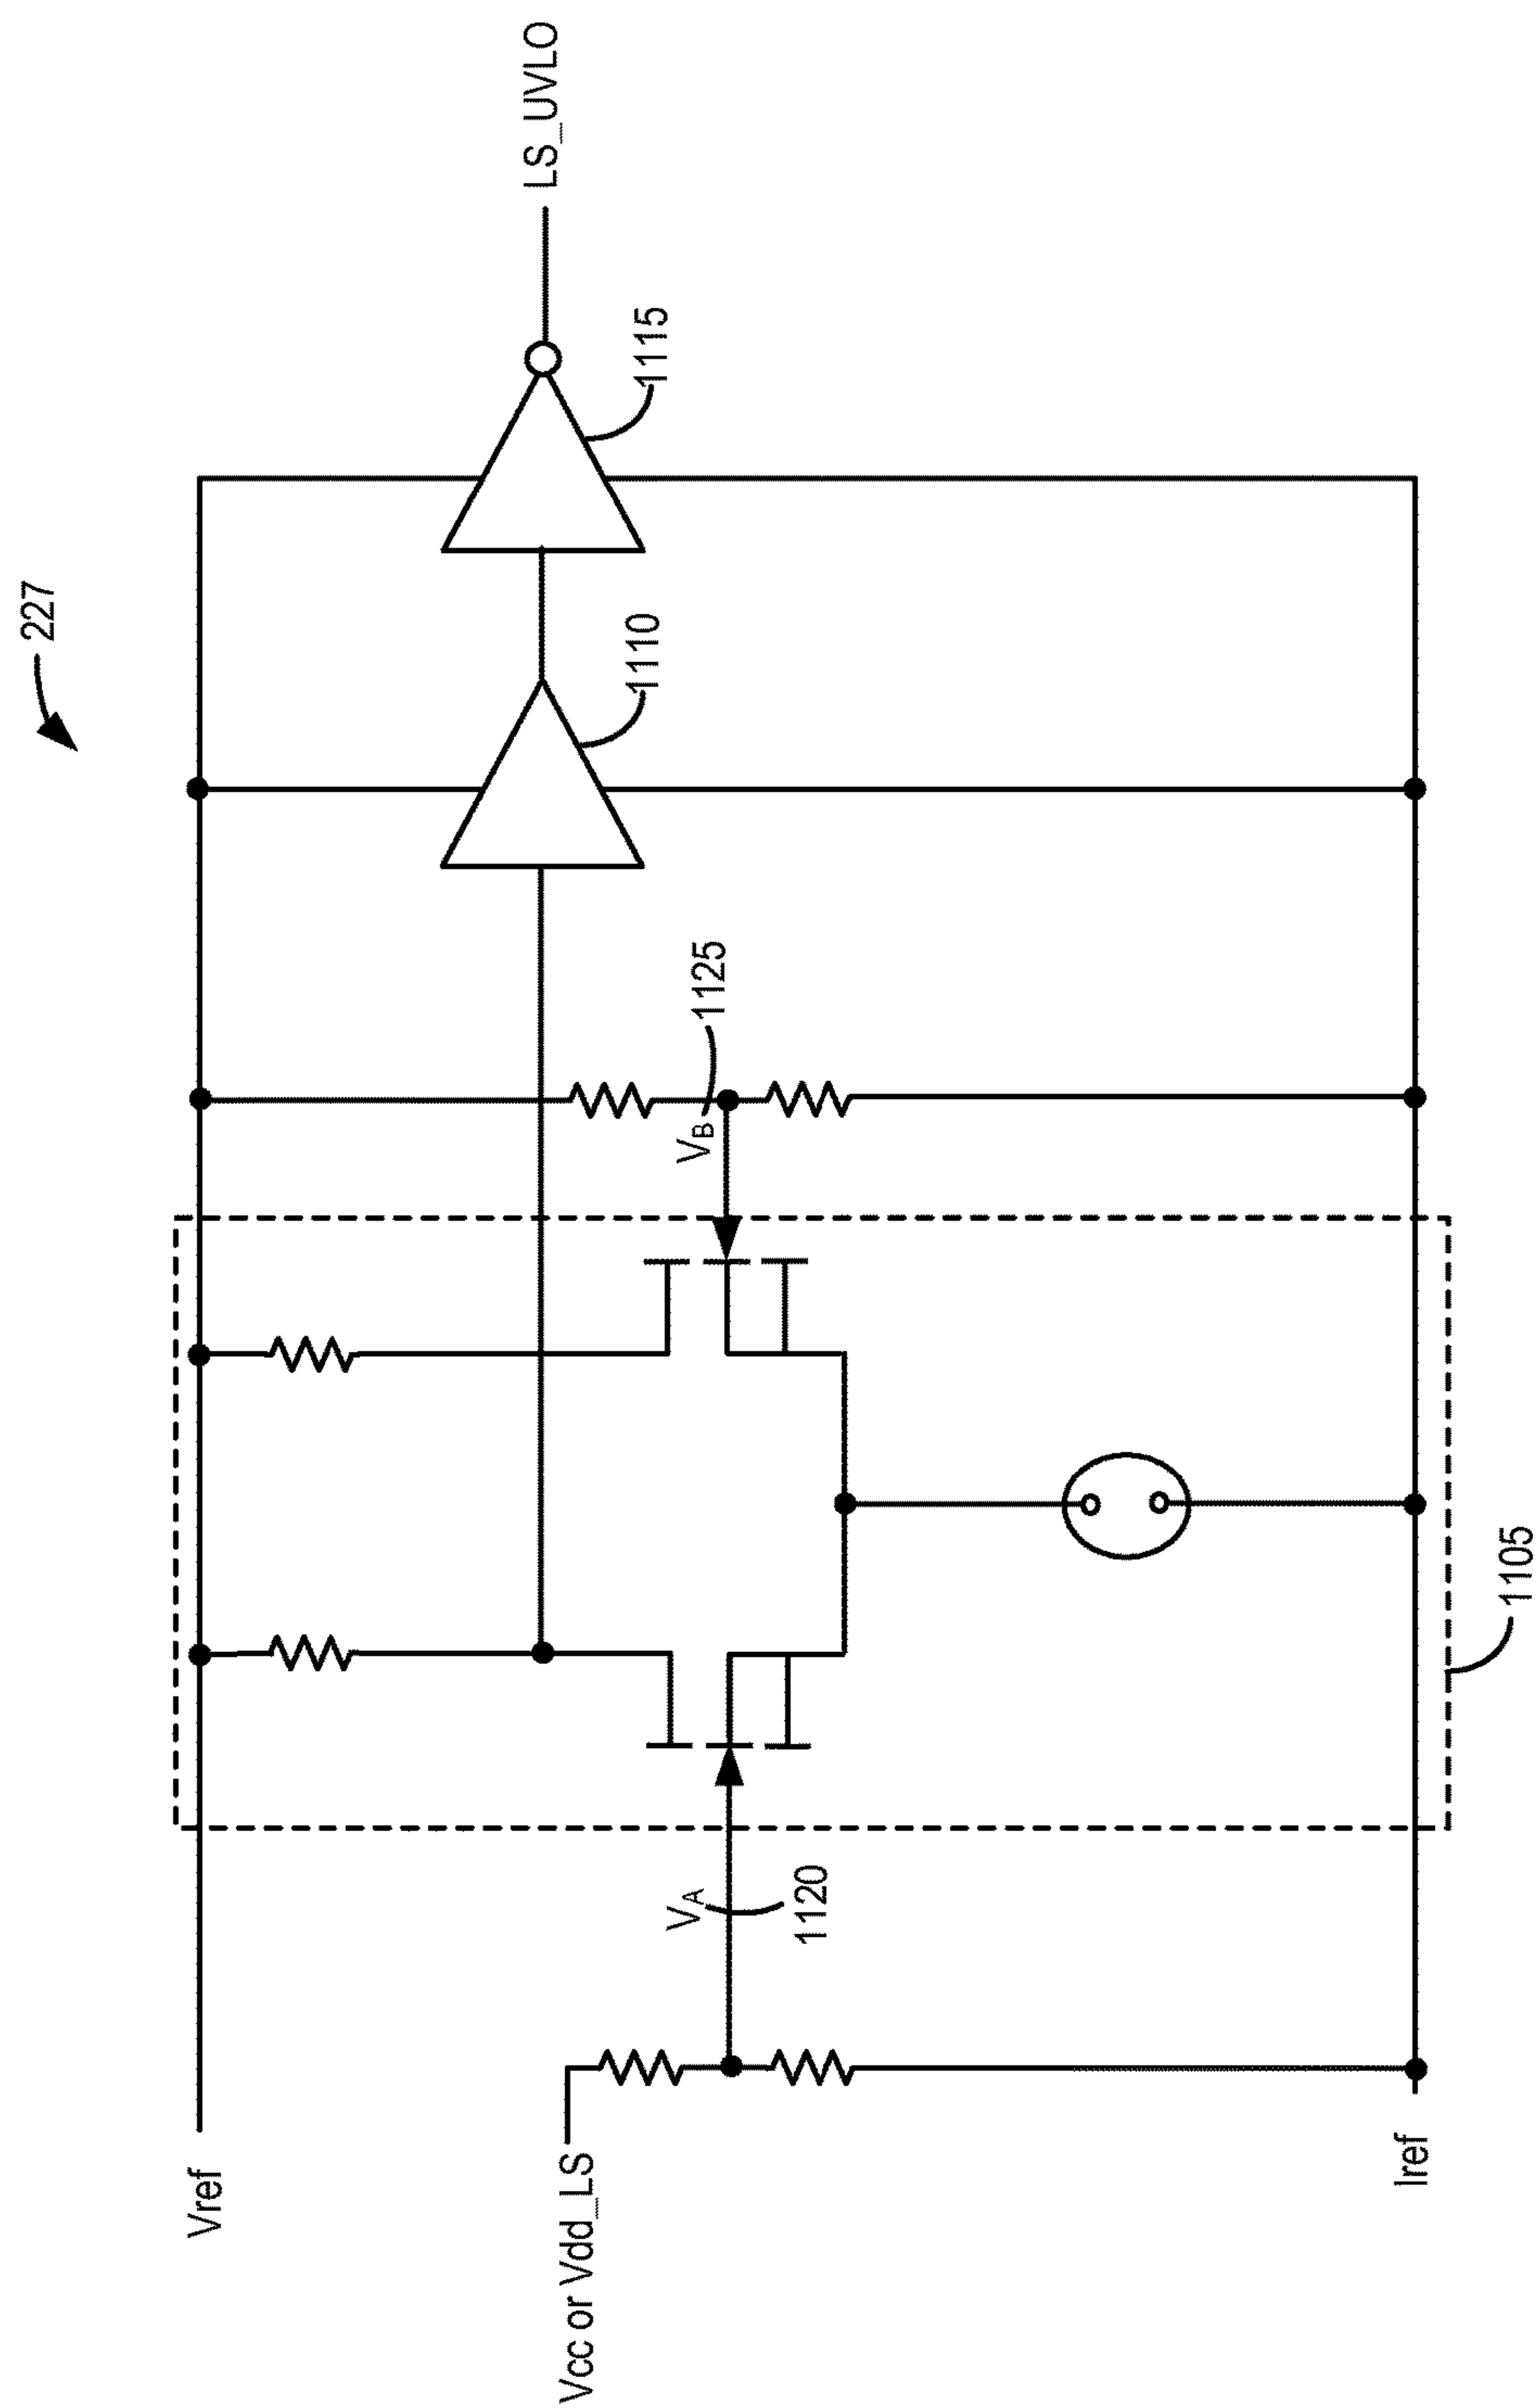 227
Vref
Vcc or Vdd_LS
Iref
VA
1120
VB
1125
1110
1115
LS_UVLO
1105